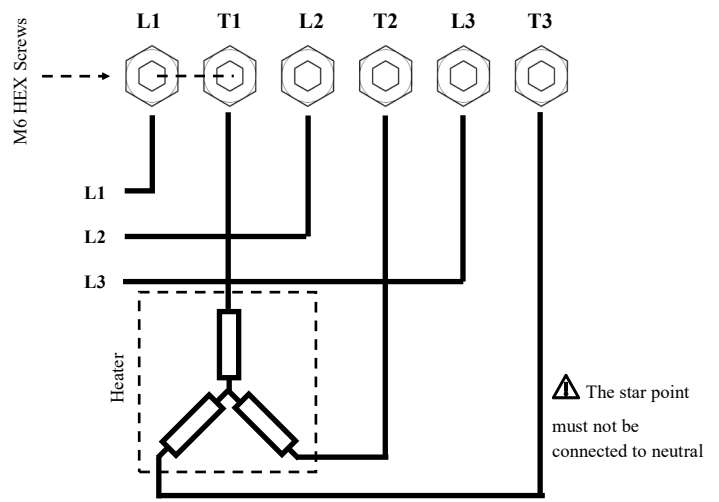 L1 T1 L2 T2 L3 T3
M6 HEX Screws
L1
L2
L3
Heater
The star point
must not be
connected to neutral